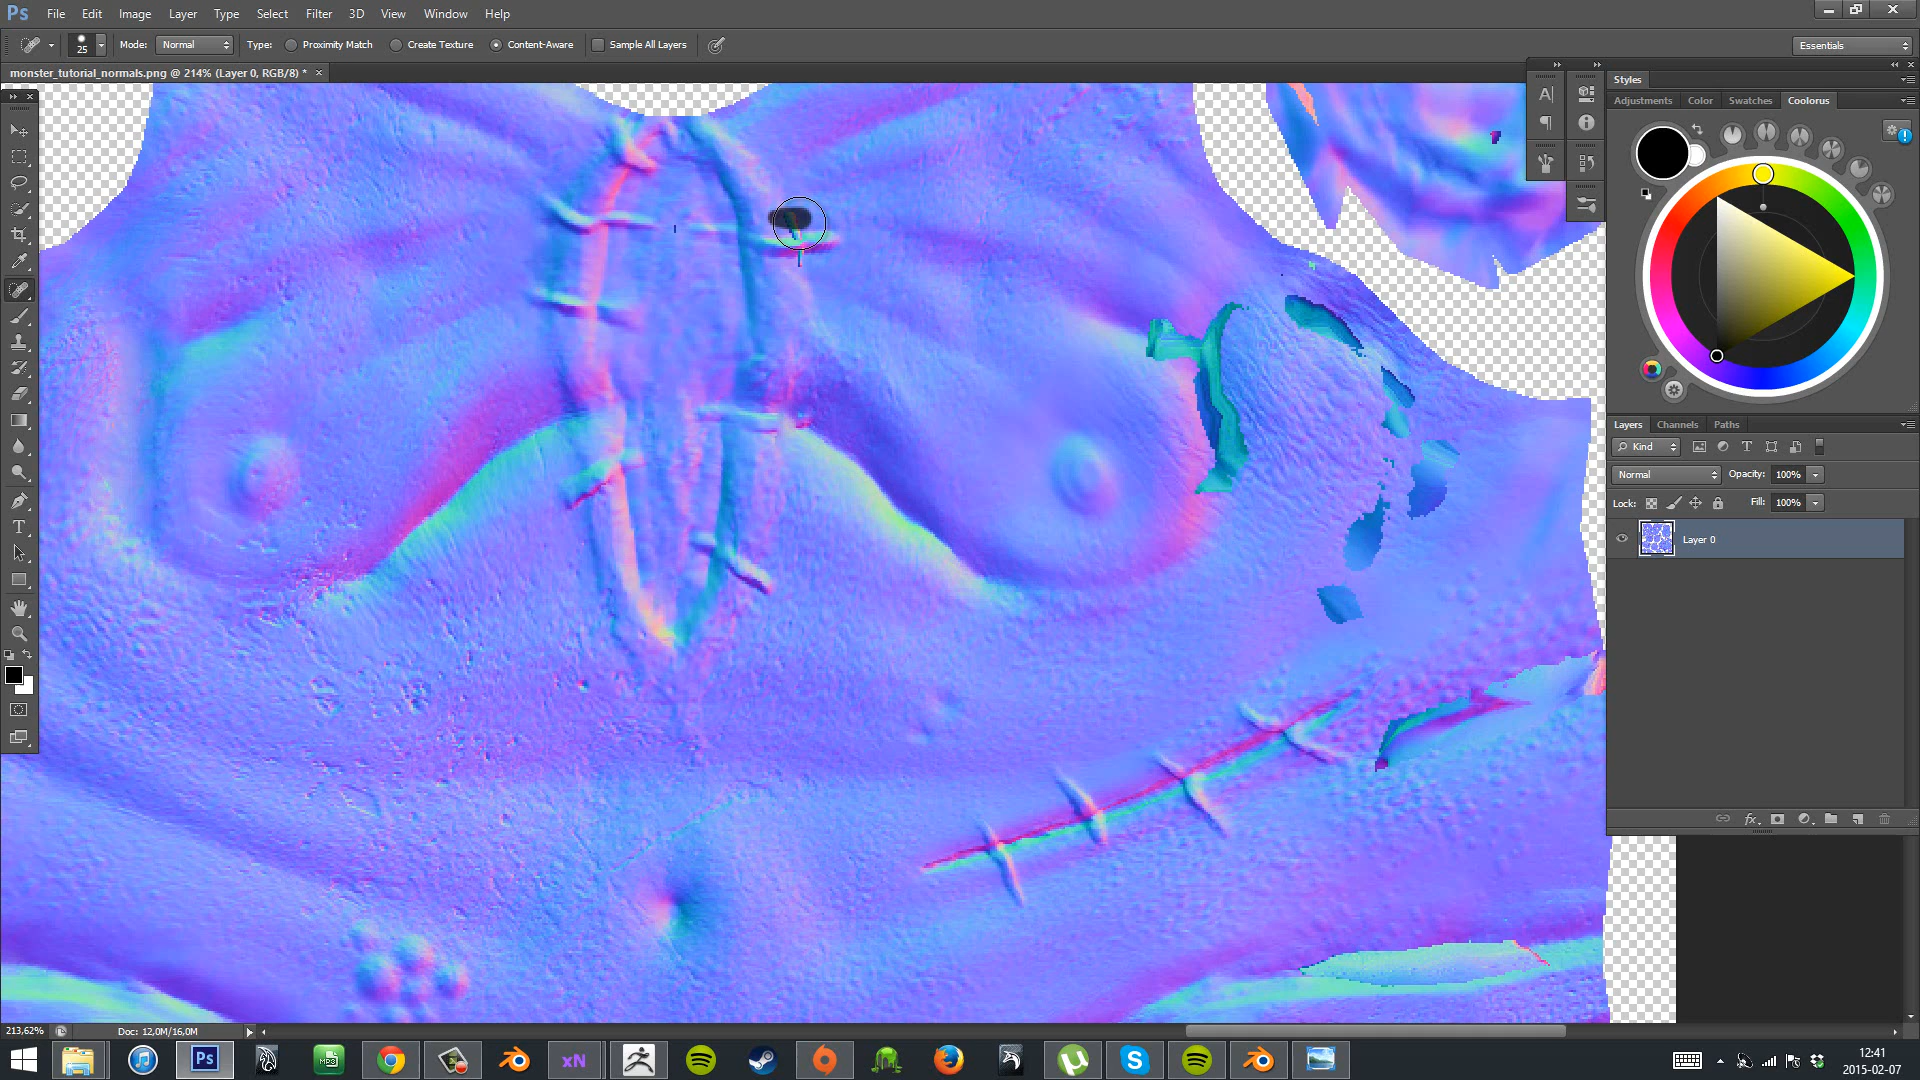 Ps File Edit Image Layer Type Select Filter 3D View Window Help
25 Mode: Normal Type: Proximity Match Create Texture Content-Aware Sample All Layers Essentials
monster_tutorial_normals.png @ 214% (Layer 0, RGB/8) * ×
Styles
Adjustments Color Swatches Coolorus
Layers Channels Paths
Kind
Normal Opacity: 100%
Lock: Fill: 100%
Layer 0
fx
213,62% Doc: 12,0M/16,0M
Ps MP3 xN S
12:41
2015-02-07